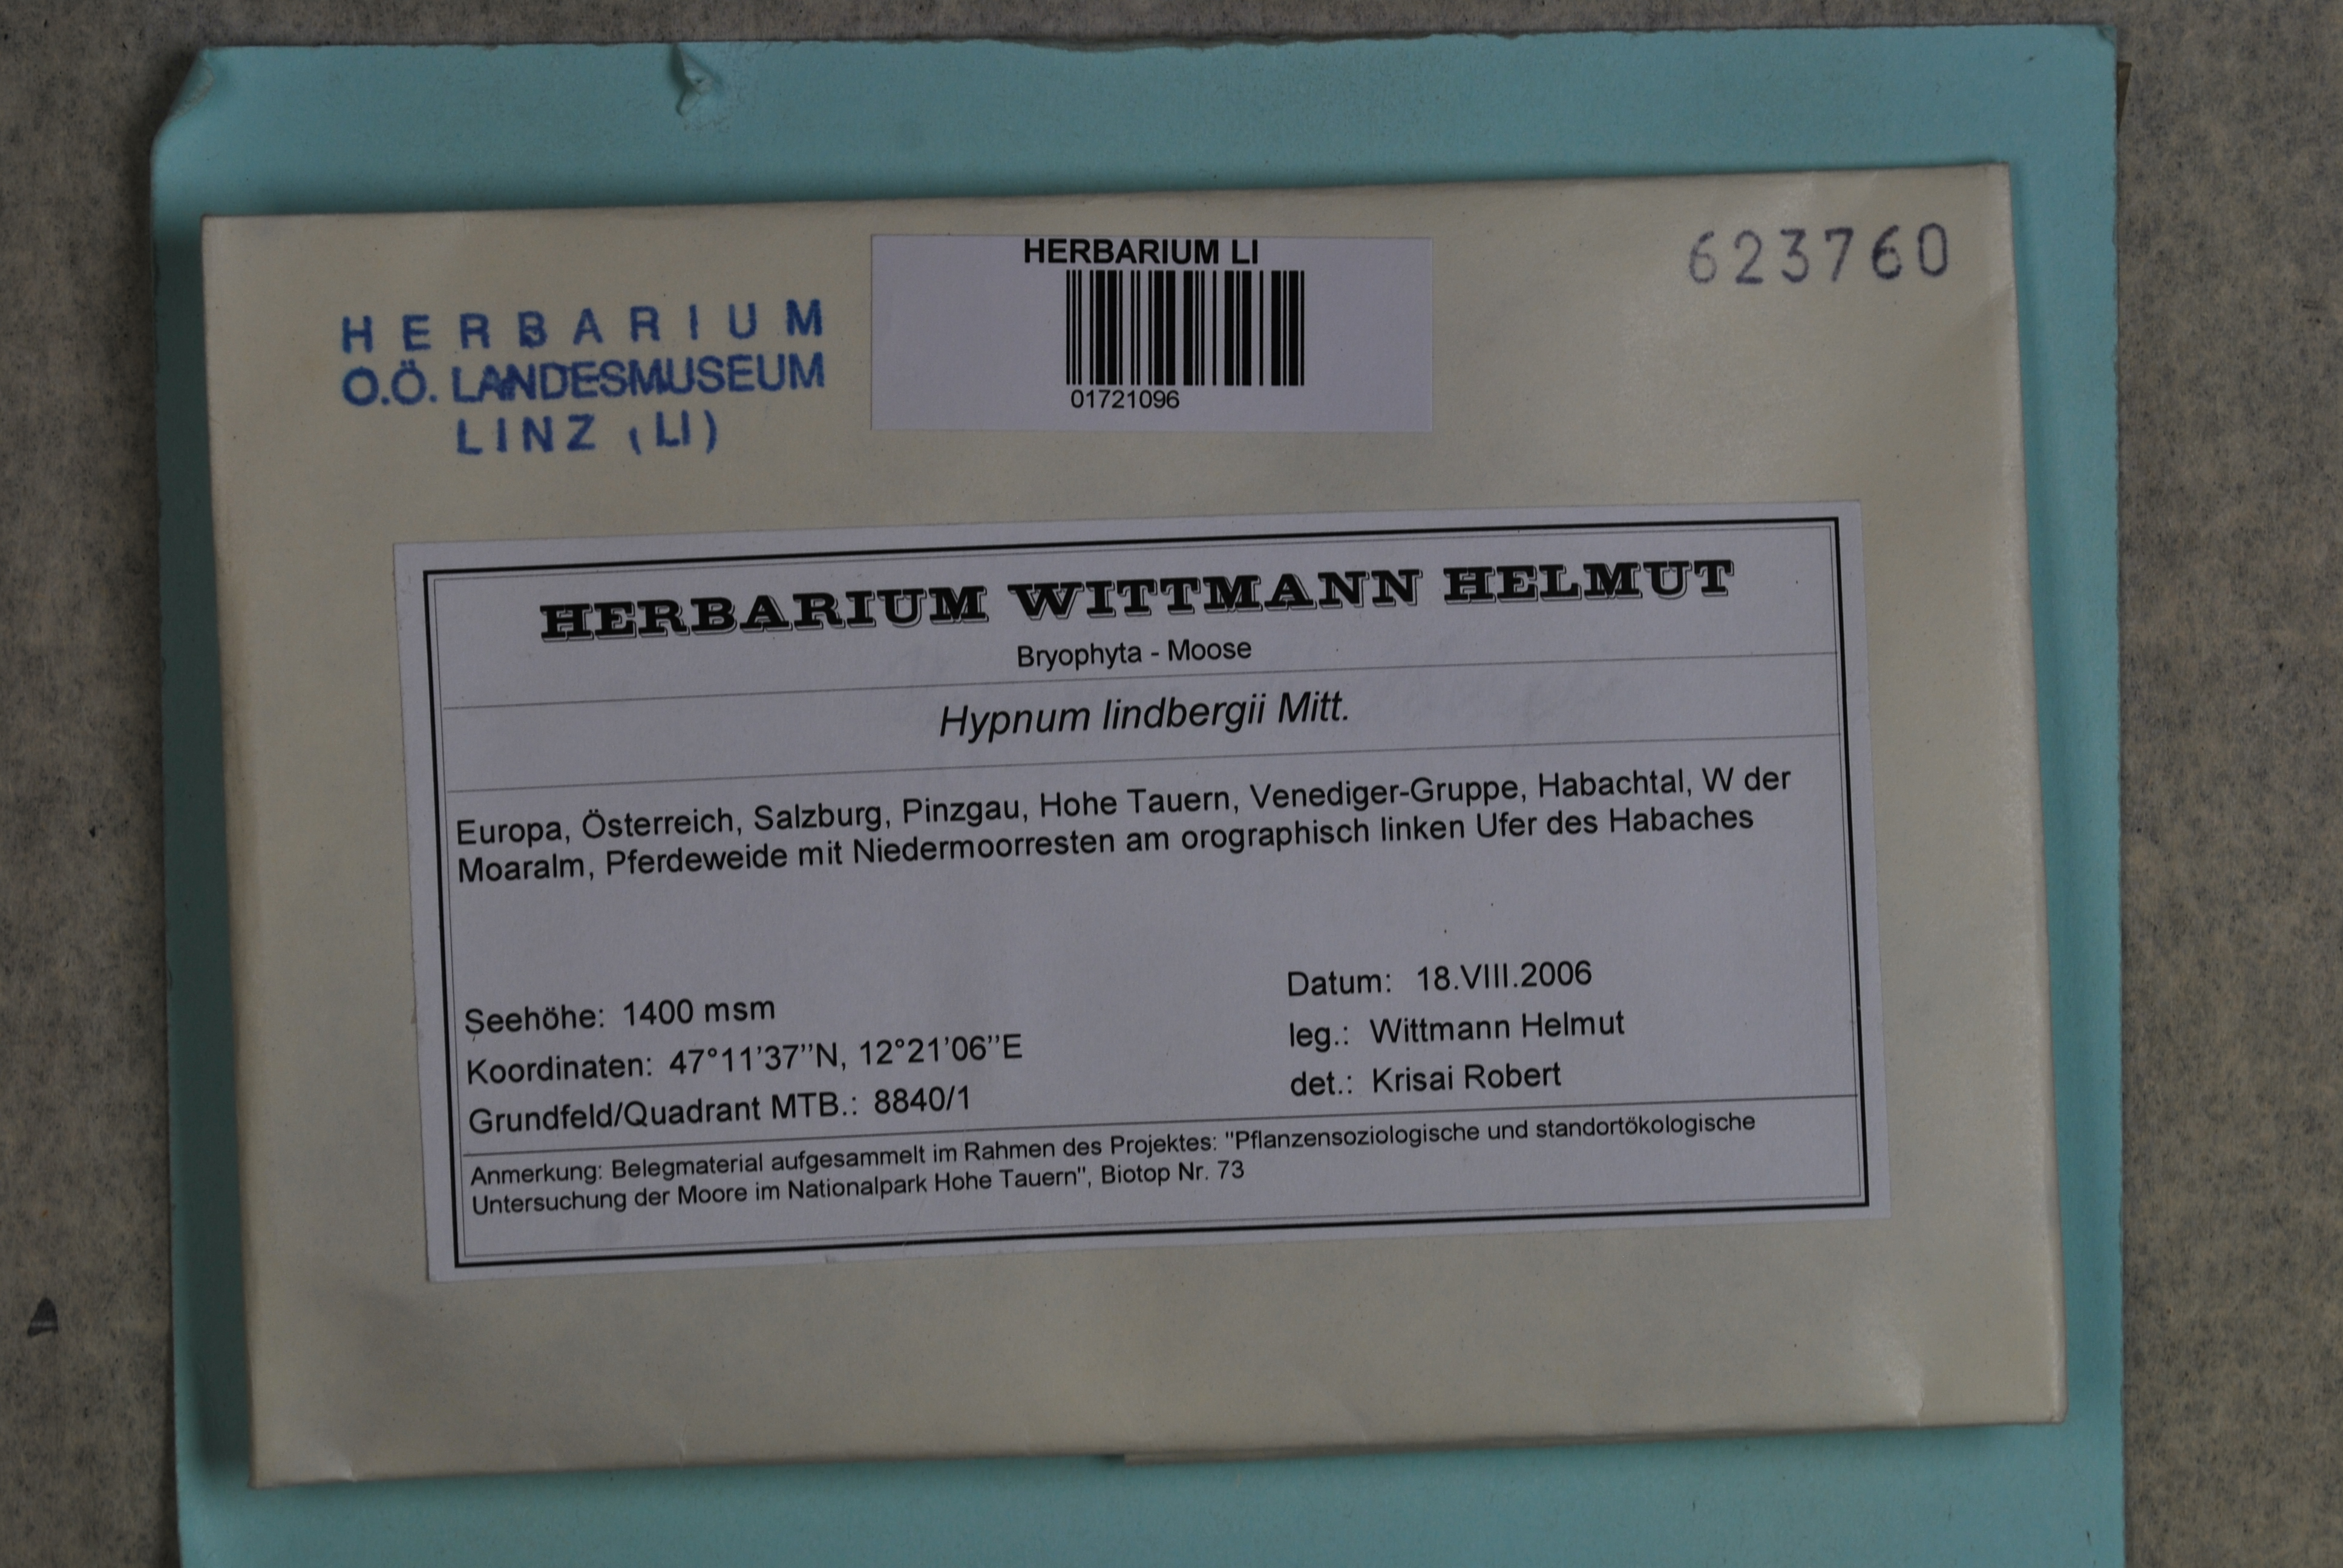 HERBARIUM LI
01721096
623760
HERBARIUM
O.Ö. LANDESMUSEUM
LINZ (LI)
HERBARIUM WITTMANN HELMUT
Bryophyta - Moose
Hypnum lindbergii Mitt.
Europa, Österreich, Salzburg, Pinzgau, Hohe Tauern, Venediger-Gruppe, Habachtal, W der
Moaralm, Pferdeweide mit Niedermoorresten am orographisch linken Ufer des Habaches
Seehöhe: 1400 msm
Koordinaten: 47°11'37''N, 12°21'06''E
Grundfeld/Quadrant MTB.: 8840/1
Datum: 18.VIII.2006
leg.: Wittmann Helmut
det.: Krisai Robert
Anmerkung: Belegmaterial aufgesammelt im Rahmen des Projektes: "Pflanzensoziologische und standortökologische
Untersuchung der Moore im Nationalpark Hohe Tauern", Biotop Nr. 73